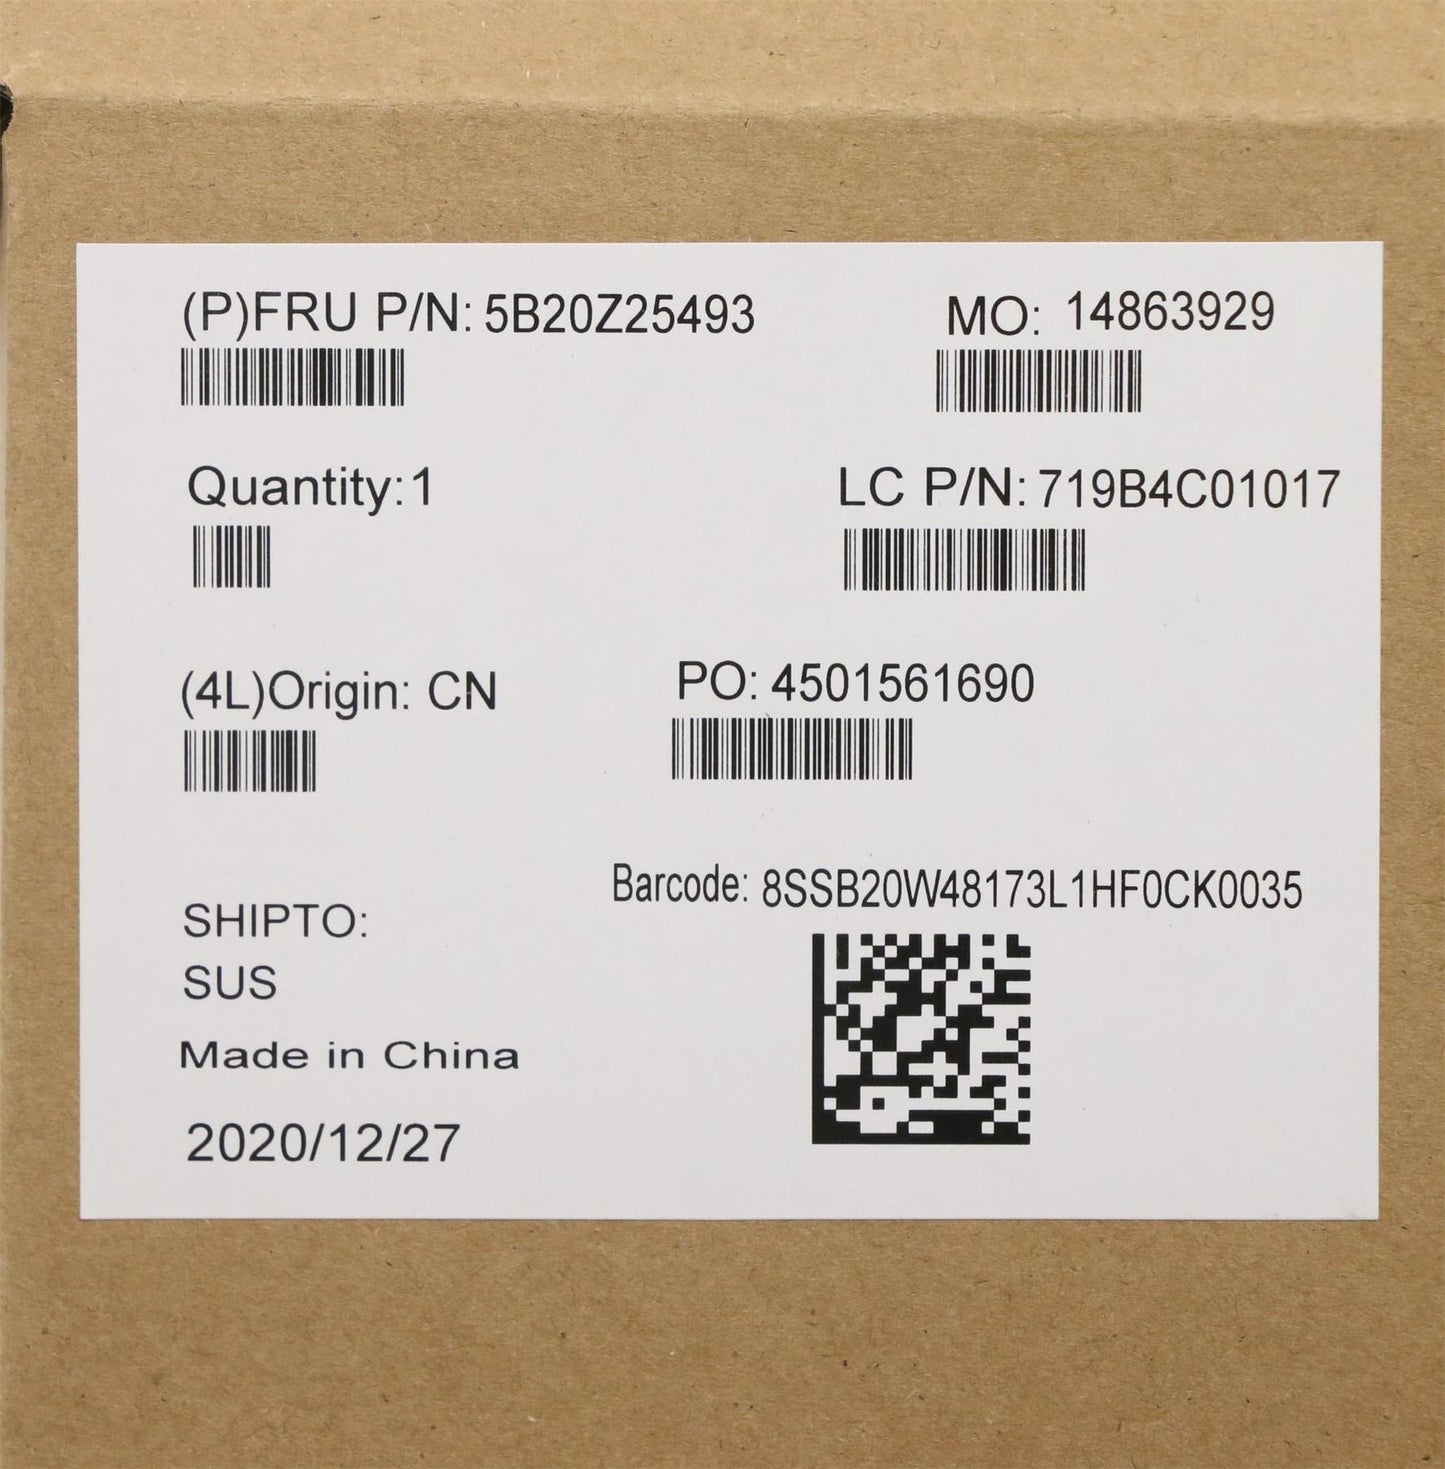 (P)FRU P/N: 5B20Z25493
MO: 14863929
Quantity:1
LC P/N: 719B4C01017
(4L)Origin: CN
PO: 4501561690
Barcode: 8SSB20W48173L1HF0CK0035
SHIPTO:
SUS
Made in China
2020/12/27